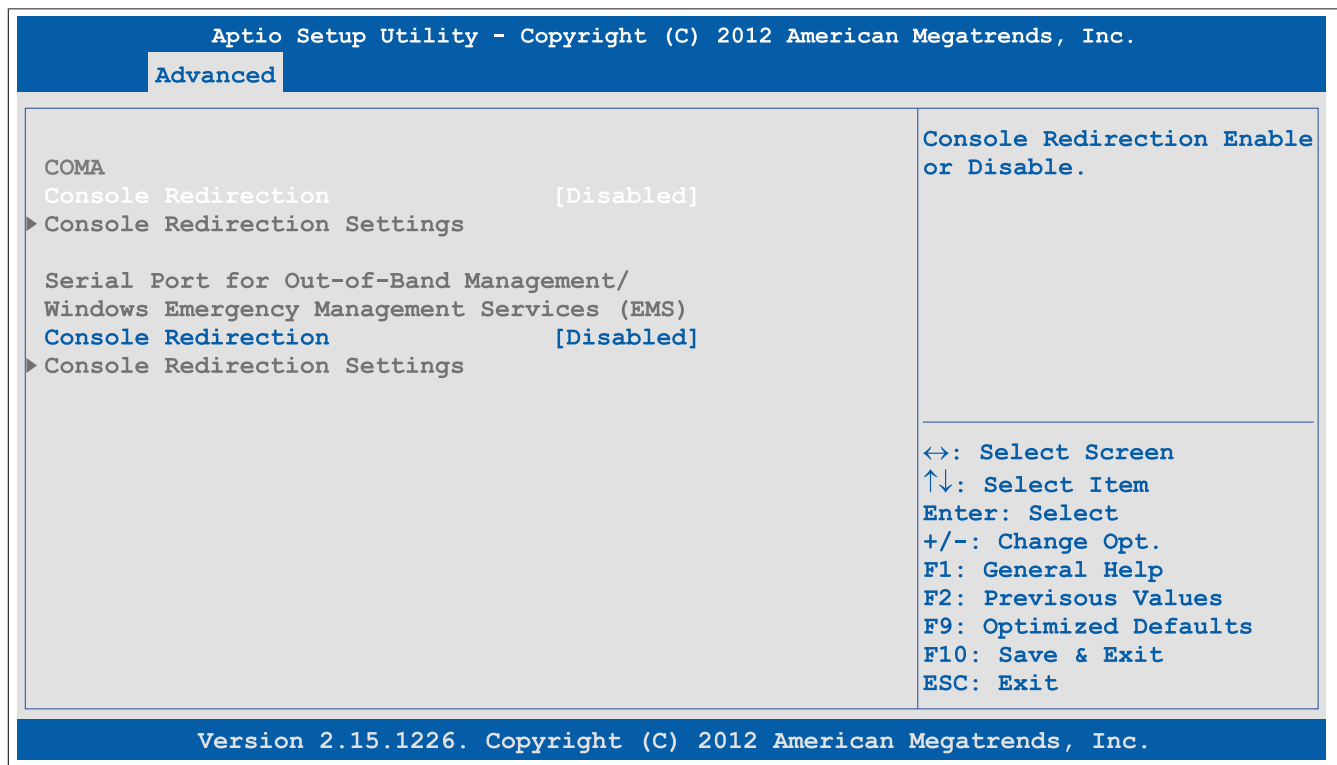 Aptio Setup Utility - Copyright (C) 2012 American Megatrends, Inc.
Advanced
COMA
Console Redirection [Disabled]
▶ Console Redirection Settings
Serial Port for Out-of-Band Management/
Windows Emergency Management Services (EMS)
Console Redirection [Disabled]
▶ Console Redirection Settings
Console Redirection Enable
or Disable.
↔: Select Screen
↑↓: Select Item
Enter: Select
+/-: Change Opt.
F1: General Help
F2: Previsous Values
F9: Optimized Defaults
F10: Save & Exit
ESC: Exit
Version 2.15.1226. Copyright (C) 2012 American Megatrends, Inc.